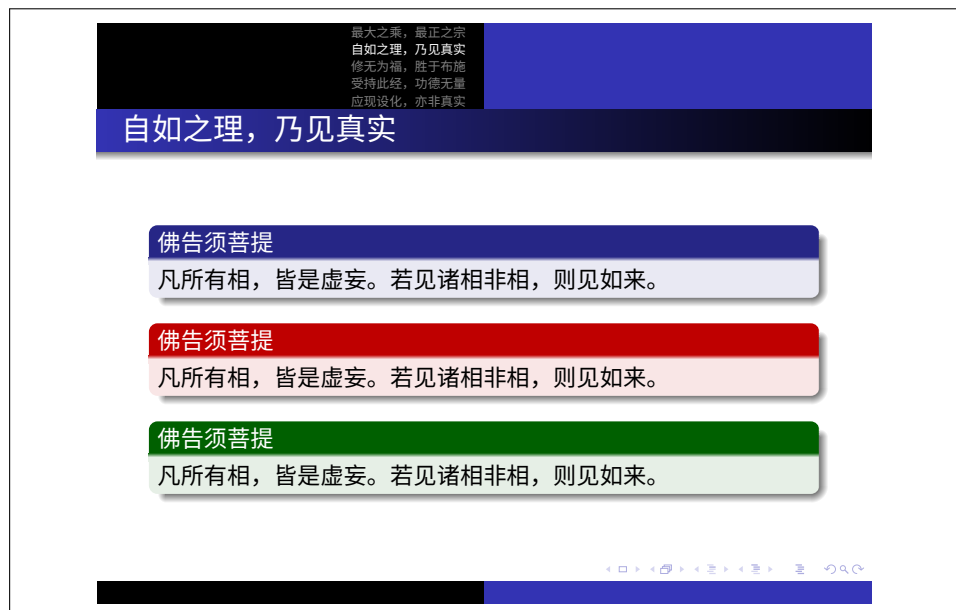 最大之乘，最正之宗
自如之理，乃见真实
修无为福，胜于布施
受持此经，功德无量
应现设化，亦非真实
自如之理，乃见真实
佛告须菩提
凡所有相，皆是虚妄。若见诸相非相，则见如来。
佛告须菩提
凡所有相，皆是虚妄。若见诸相非相，则见如来。
佛告须菩提
凡所有相，皆是虚妄。若见诸相非相，则见如来。